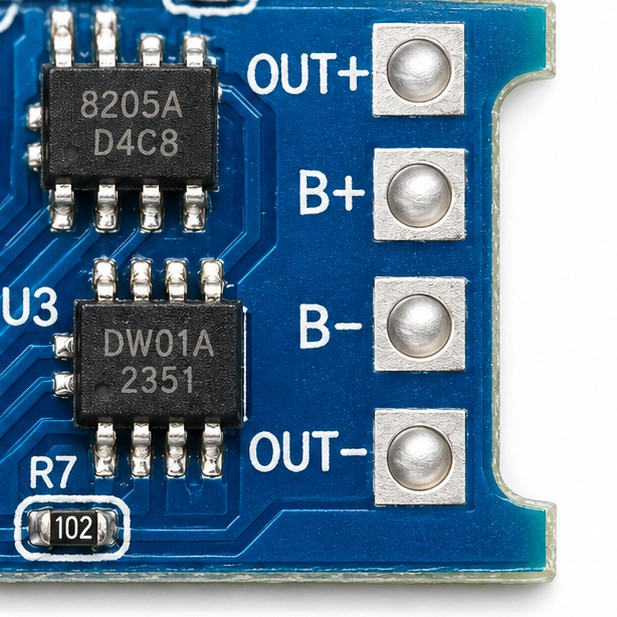 8205A
D4C8
OUT+
B+
U3
DW01A
2351
B-
OUT-
R7
102